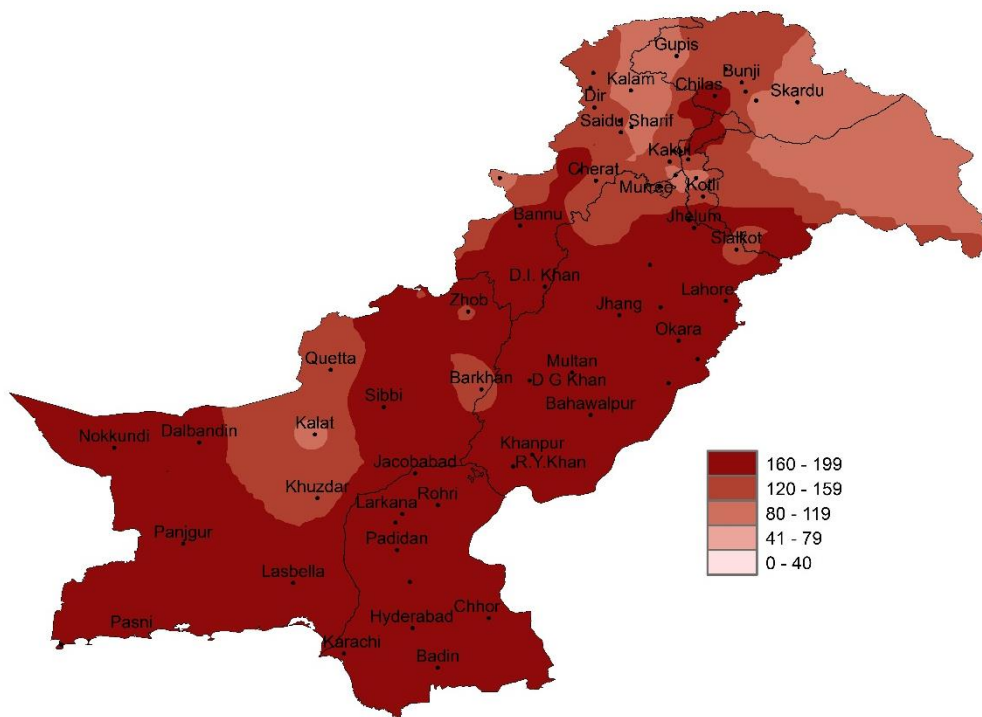 Gupis
Kalam
Bunji
Chilas
Skardu
Dir
Saidu Sharif
Kakul
Cherat
Murree
Kotli
Bannu
Jhelum
Sialkot
D.I. Khan
Zhob
Lahore
Jhang
Okara
Quetta
Multan
Barkhan
D G Khan
Sibbi
Bahawalpur
Kalat
Nokkundi
Dalbandin
Khanpur
R.Y.Khan
Jacobabad
Khuzdar
Rohri
Larkana
Panjgur
Padidan
Lasbella
Chhor
Hyderabad
Pasni
Karachi
Badin
160 - 199
120 - 159
80 - 119
41 - 79
0 - 40